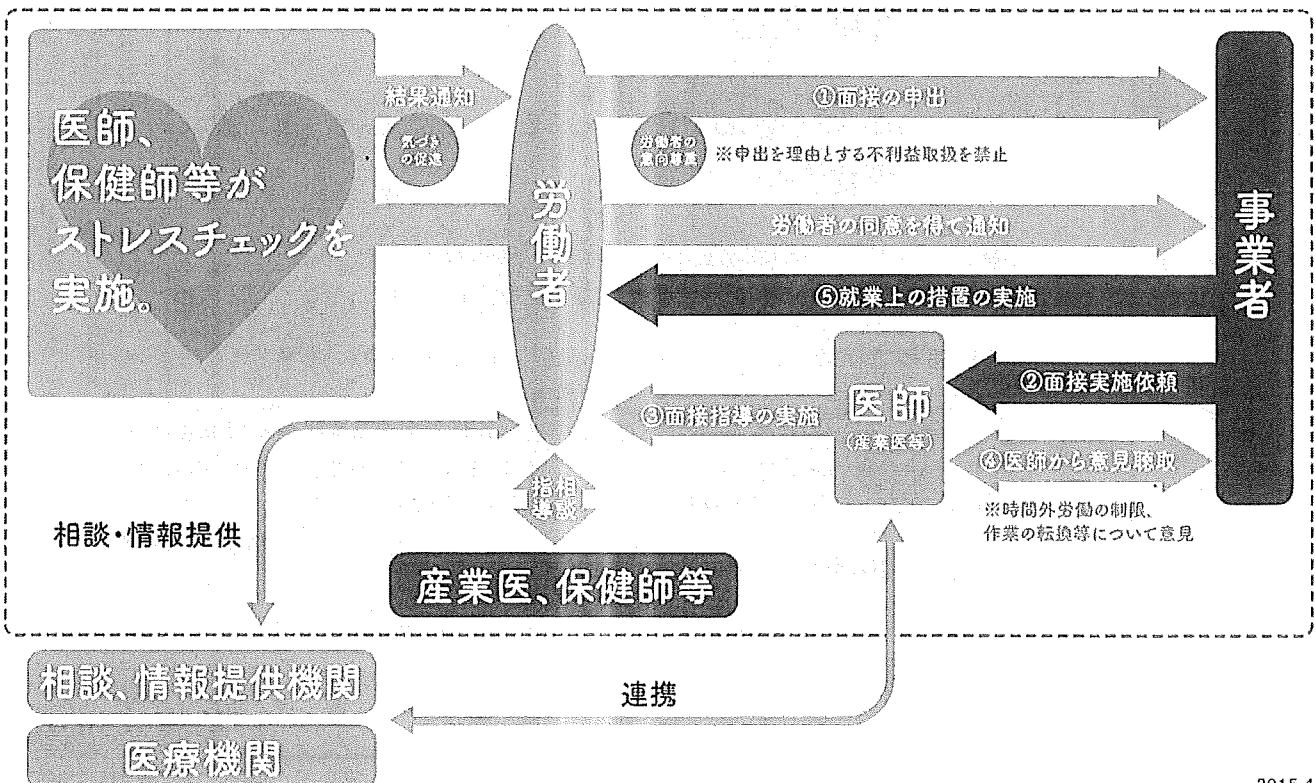 医師、
保健師等が
ストレスチェックを
実施。
結果通知
気づき
の促進
労働者
①面接の申出
労働者の
意向尊重
※申出を理由とする不利益取扱を禁止
労働者の同意を得て通知
⑤就業上の措置の実施
事業者
②面接実施依頼
医師
(産業医等)
③面接指導の実施
④医師から意見聴取
※時間外労働の制限、
作業の転換等について意見
相談
指導
産業医、保健師等
相談・情報提供
相談、情報提供機関
医療機関
連携